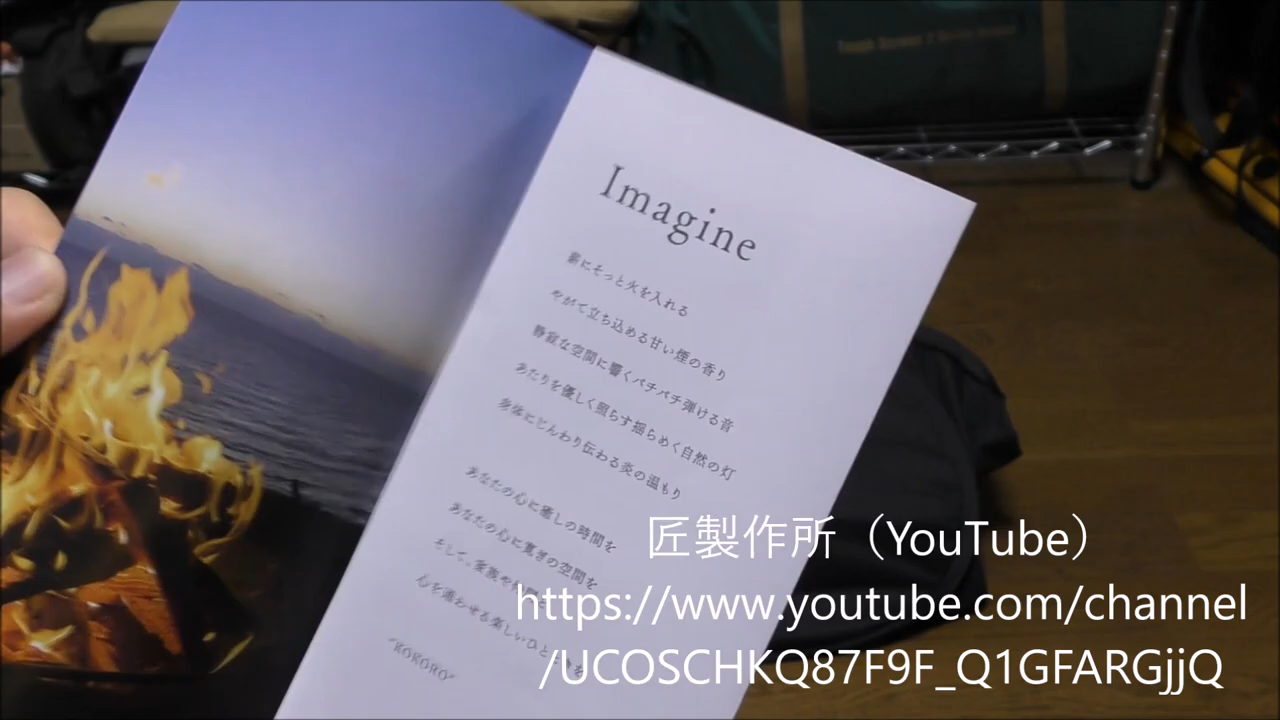 Imagine
薪にそっと火を入れる
やがて立ち込める甘い煙の香り
静寂な空間に響くパチパチ弾ける音
あたりを優しく照らす揺らめく自然の灯
身体にじんわり伝わる炎の温もり
あなたの心に癒しの時間を
あなたの心に寛ぎの空間を
そして、家族や
心を通わせる楽しいひと
"KOKORO"
匠製作所（YouTube）
https://www.youtube.com/channel
/UCOSCHKQ87F9F_Q1GFARGjjQ